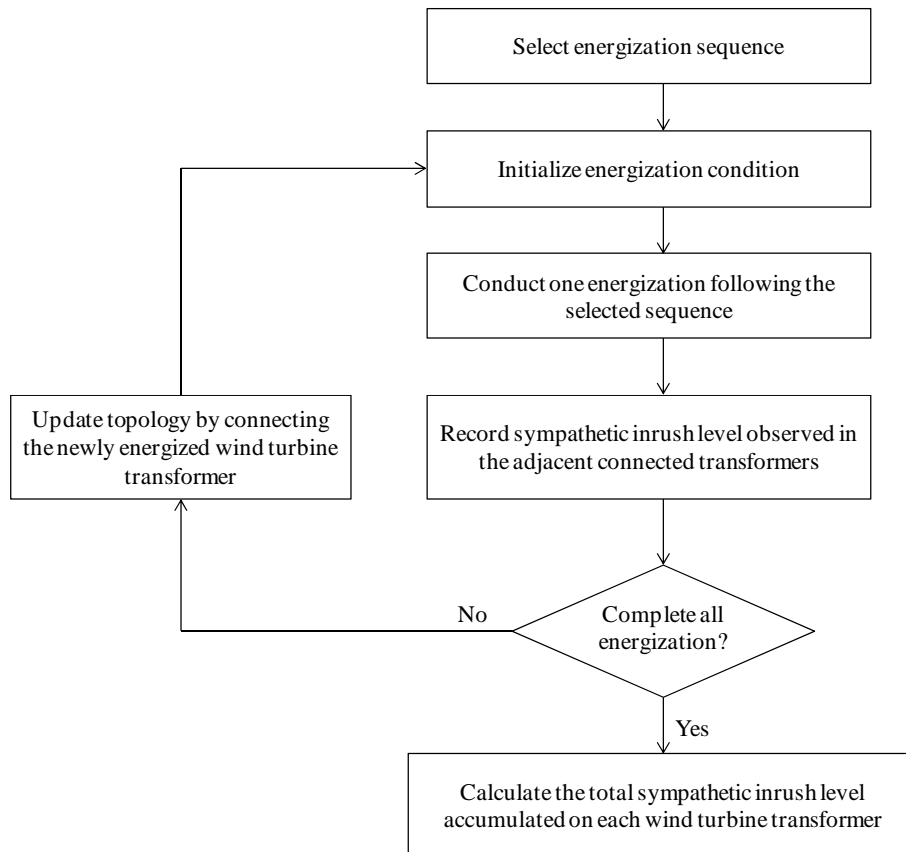 Select energization sequence
Initialize energization condition
Conduct one energization following the
selected sequence
Update topology by connecting
the newly energized wind turbine
transformer
Record sympathetic inrush level observed in
the adjacent connected transformers
No
Complete all
energization?
Yes
Calculate the total sympathetic inrush level
accumulated on each wind turbine transformer